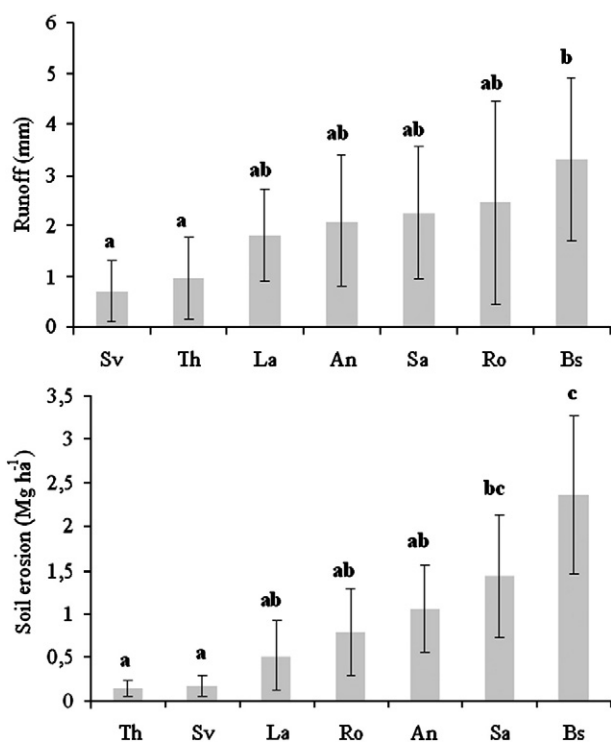 6
5
4
3
2
1
0
Runoff (mm)
a
a
ab
ab
ab
ab
b
Sv Th La An Sa Ro Bs
3,5
3
2,5
2
1,5
1
0,5
0
Soil erosion (Mg ha⁻¹)
a
a
ab
ab
ab
bc
c
Th Sv La Ro An Sa Bs